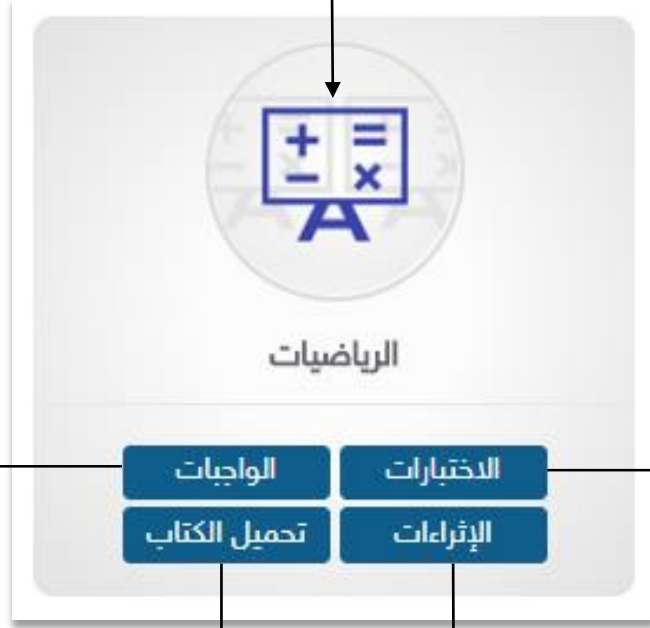 + =
− ×
الرياضيات
الاختبارات الواجبات
الإثراءات تحميل الكتاب